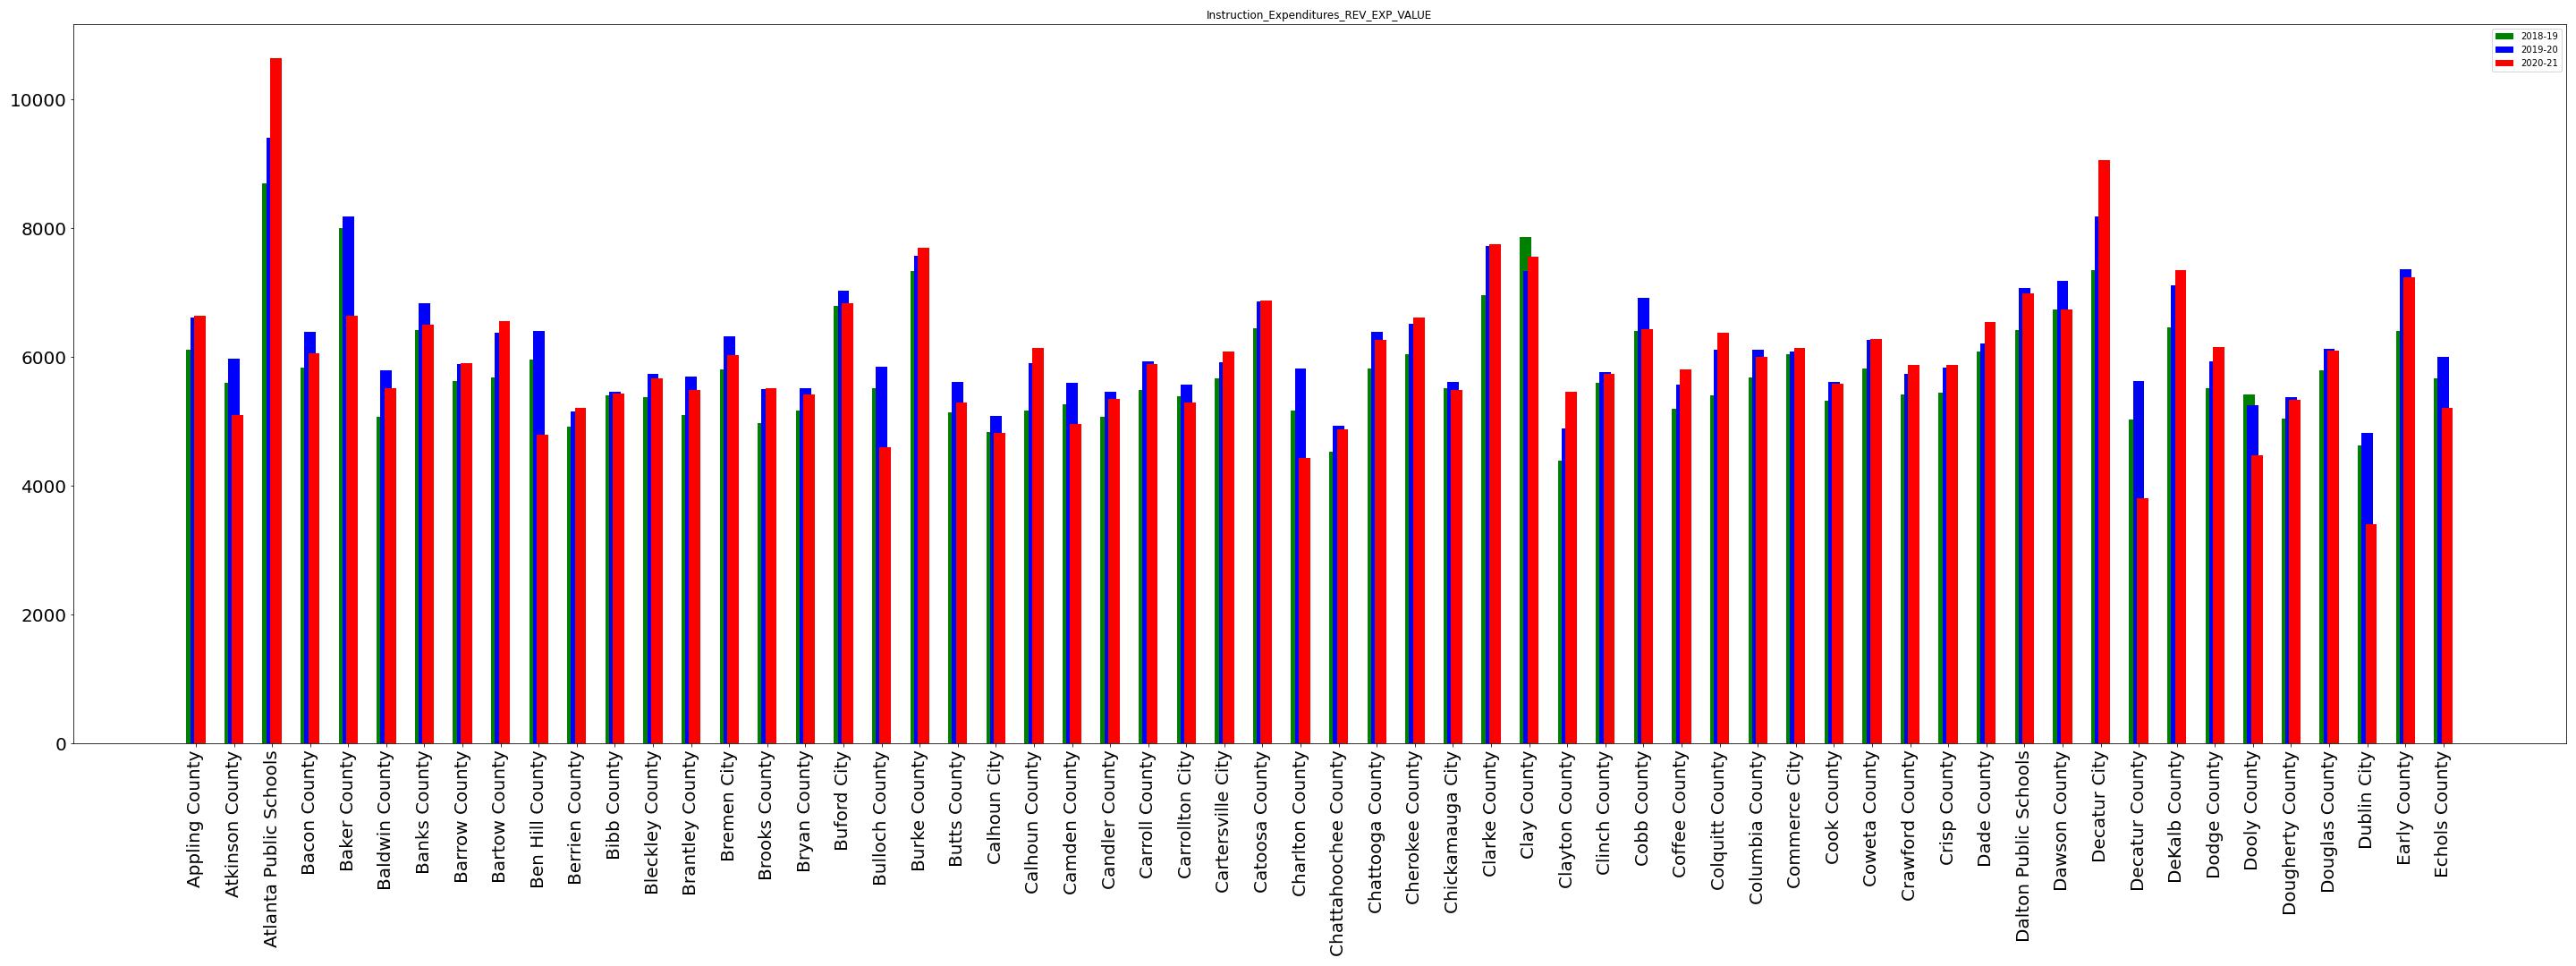 Instruction_Expenditures_REV_EXP_VALUE
2018-19
2019-20
2020-21
10000
8000
6000
4000
2000
0
Appling County
Atkinson County
Atlanta Public Schools
Bacon County
Baker County
Baldwin County
Banks County
Barrow County
Bartow County
Ben Hill County
Berrien County
Bibb County
Bleckley County
Brantley County
Bremen City
Brooks County
Bryan County
Buford City
Bulloch County
Burke County
Butts County
Calhoun City
Calhoun County
Camden County
Candler County
Carroll County
Carrollton City
Cartersville City
Catoosa County
Charlton County
Chattahoochee County
Chattooga County
Cherokee County
Chickamauga City
Clarke County
Clay County
Clayton County
Clinch County
Cobb County
Coffee County
Colquitt County
Columbia County
Commerce City
Cook County
Coweta County
Crawford County
Crisp County
Dade County
Dalton Public Schools
Dawson County
Decatur City
Decatur County
DeKalb County
Dodge County
Dooly County
Dougherty County
Douglas County
Dublin City
Early County
Echols County